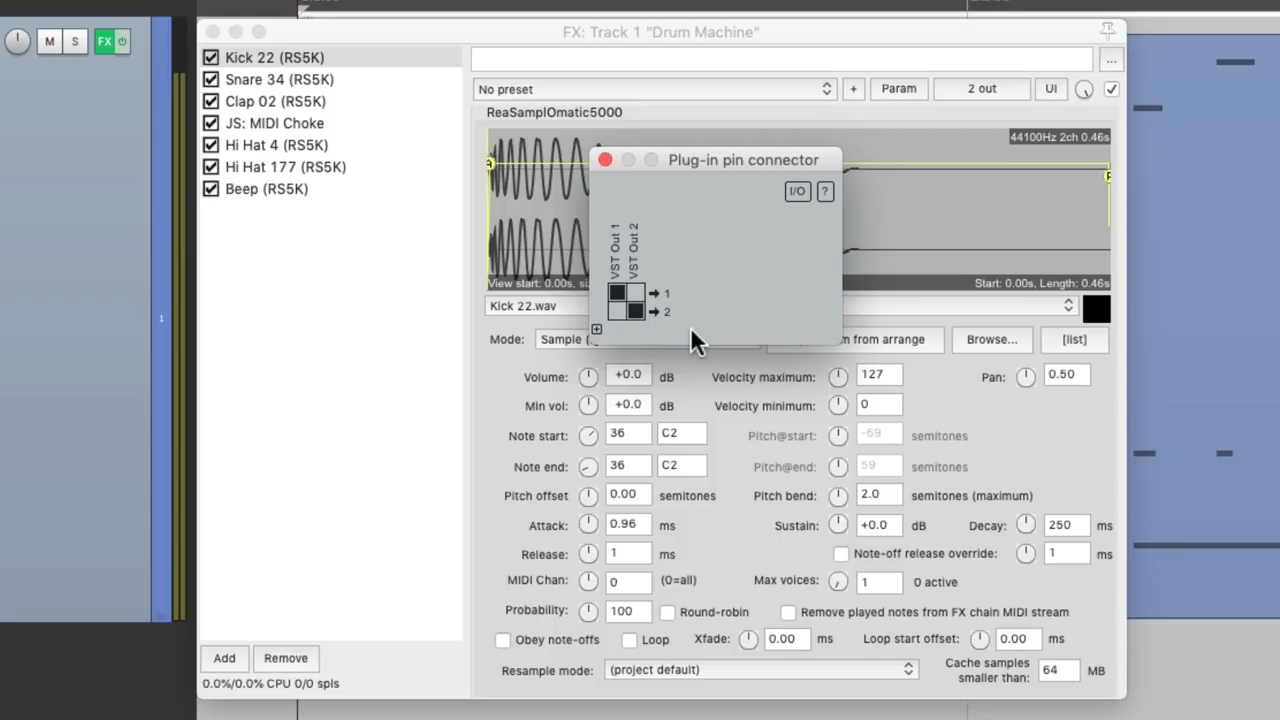 FX: Track 1 "Drum Machine"
M S FX
Kick 22 (RS5K)
Snare 34 (RS5K)
Clap 02 (RS5K)
JS: MIDI Choke
Hi Hat 4 (RS5K)
Hi Hat 177 (RS5K)
Beep (RS5K)
1
Add Remove
0.0%/0.0% CPU 0/0 spls
...
No preset + Param 2 out UI
ReaSamplOmatic5000
44100Hz 2ch 0.46s
Plug-in pin connector
I/O ?
VST Out 1
VST Out 2
1
2
View start: 0.00s, Start: 0.00s, Length: 0.46s
Kick 22.wav
Mode: Sample from arrange Browse... [list]
Volume: +0.0 dB Velocity maximum: 127 Pan: 0.50
Min vol: +0.0 dB Velocity minimum: 0
Note start: 36 C2 Pitch@start: -69 semitones
Note end: 36 C2 Pitch@end: 59 semitones
Pitch offset 0.00 semitones Pitch bend: 2.0 semitones (maximum)
Attack: 0.96 ms Sustain: +0.0 dB Decay: 250 ms
Release: 1 ms Note-off release override: 1 ms
MIDI Chan: 0 (0=all) Max voices: 1 0 active
Probability: 100 Round-robin Remove played notes from FX chain MIDI stream
Obey note-offs Loop Xfade: 0.00 ms Loop start offset: 0.00 ms
Resample mode: (project default) Cache samples smaller than: 64 MB